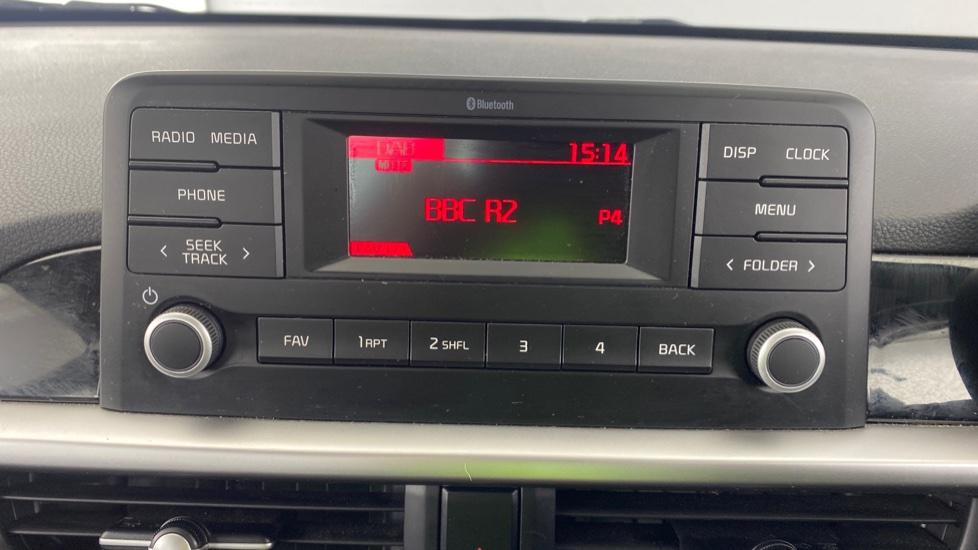 Bluetooth
RADIO MEDIA
PHONE
< SEEK TRACK >
DAB
15:14
BBC R2
P4
DISP CLOCK
MENU
< FOLDER >
FAV
1 RPT
2 SHFL
3
4
BACK